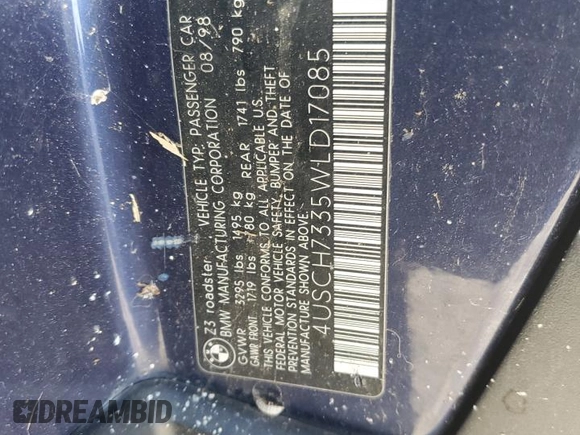 Z3 roadster VEHICLE TYP: PASSENGER CAR
BMW MANUFACTURING CORPORATION 08/98
GVWR 3295 lbs 1495 kg
GAWR FRONT 1719 lbs 780 kg REAR 1741 lbs 790 kg
THIS VEHICLE CONFORMS TO ALL APPLICABLE U.S.
FEDERAL MOTOR VEHICLE SAFETY, BUMPER AND THEFT
PREVENTION STANDARDS IN EFFECT ON THE DATE OF
MANUFACTURE SHOWN ABOVE.
4USCH7335WLD17085
DREAMBID